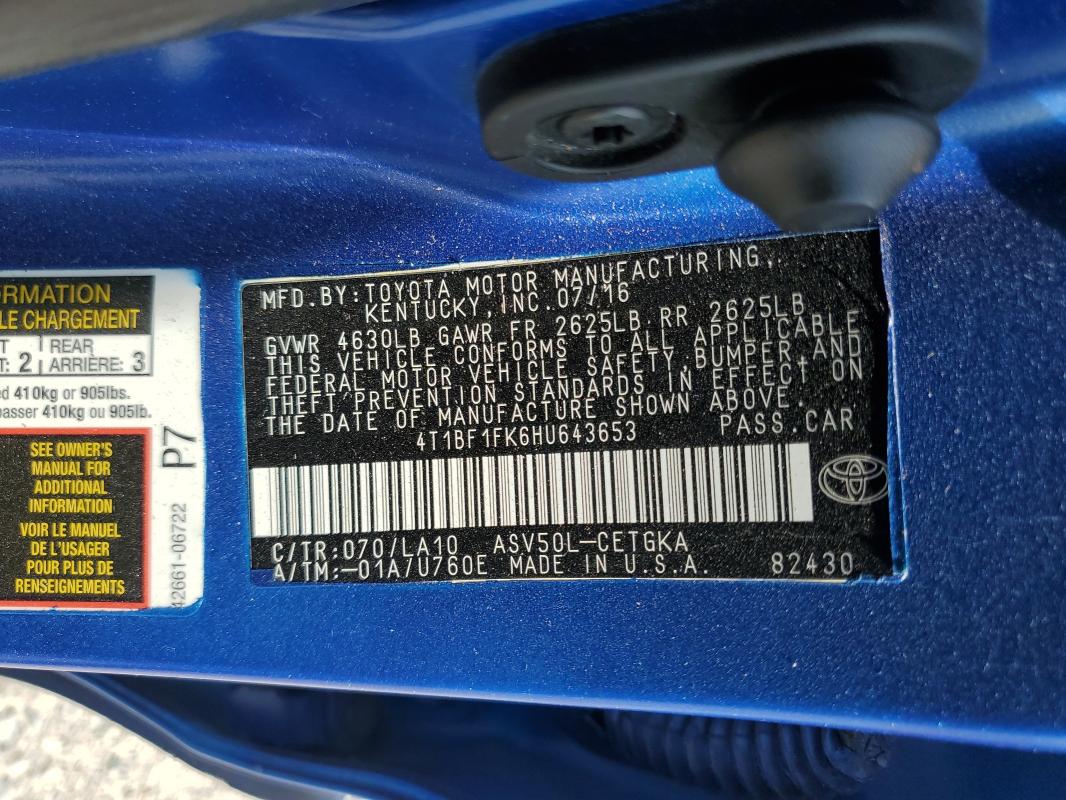 ORMATION
LE CHARGEMENT
REAR
: 2 ARRIÈRE: 3
ed 410kg or 905lbs.
passer 410kg ou 905lb.
SEE OWNER'S
MANUAL FOR
ADDITIONAL
INFORMATION
VOIR LE MANUEL
DE L'USAGER
POUR PLUS DE
RENSEIGNEMENTS
P7
42661-06722
MFD.BY:TOYOTA MOTOR MANUFACTURING,
KENTUCKY,INC.07/16
GVWR 4630LB GAWR FR 2625LB RR 2625LB
THIS VEHICLE CONFORMS TO ALL APPLICABLE
FEDERAL MOTOR VEHICLE SAFETY,BUMPER,AND
THEFT PREVENTION STANDARDS IN EFFECT ON
THE DATE OF MANUFACTURE SHOWN ABOVE.
4T1BF1FK6HU643653 PASS.CAR
C/TR:070/LA10 ASV50L-CETGKA
A/TM:-01A/U760E MADE IN U.S.A. 82430